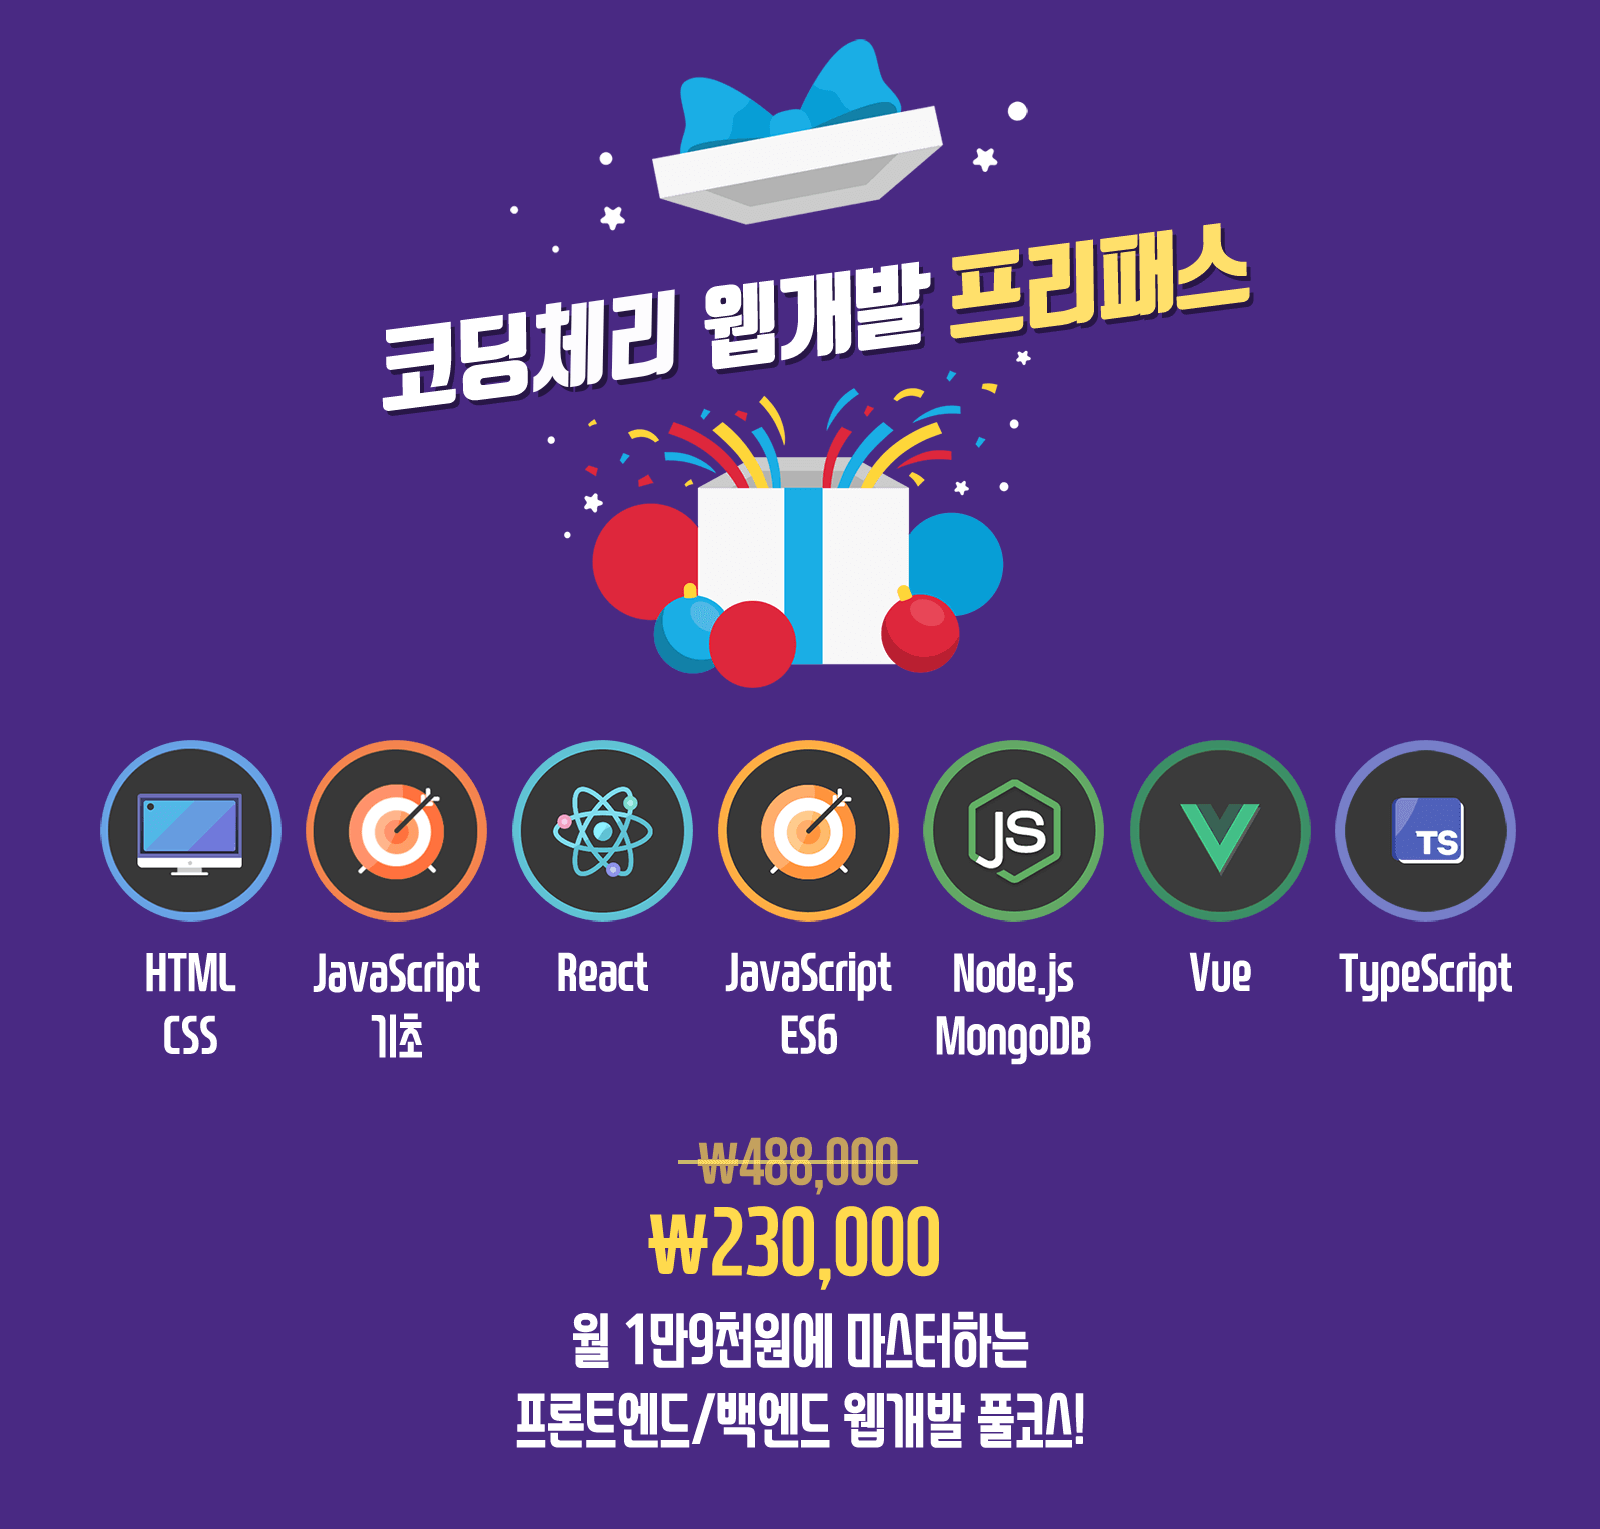 코딩체리 웹개발 프리패스
JS
TS
HTML
CSS
JavaScript
기초
React
JavaScript
ES6
Node.js
MongoDB
Vue
TypeScript
₩488,000
₩230,000
월 1만9천원에 마스터하는
프론트엔드/백엔드 웹개발 풀코스!